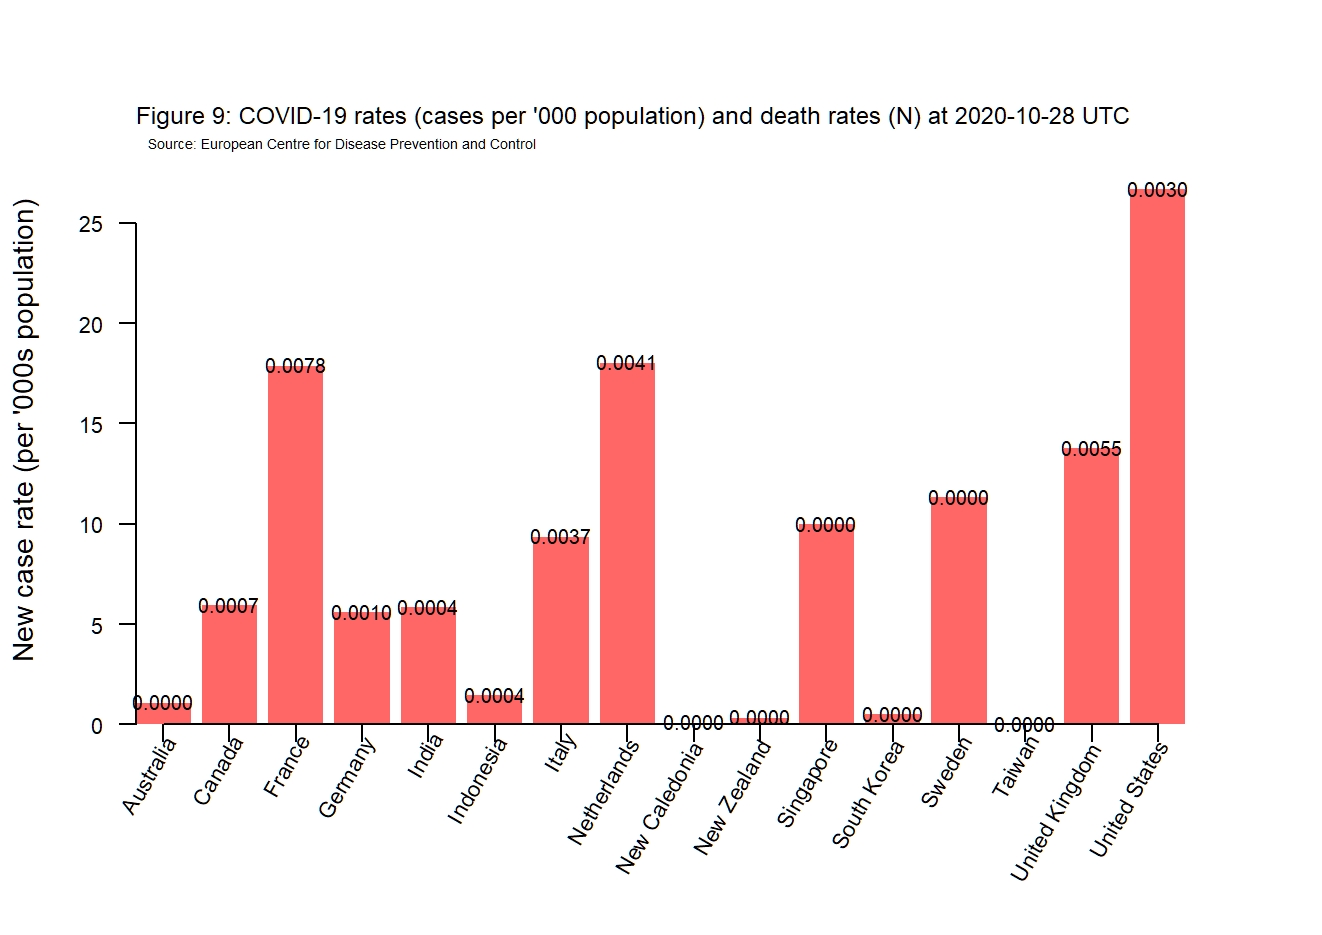 Figure 9: COVID-19 rates (cases per '000 population) and death rates (N) at 2020-10-28 UTC
Source: European Centre for Disease Prevention and Control
New case rate (per '000s population)
25
20
15
10
5
0
0.0000
0.0007
0.0078
0.0010
0.0004
0.0004
0.0037
0.0041
0.0000
0.0000
0.0000
0.0000
0.0000
0.0000
0.0055
0.0030
Australia
Canada
France
Germany
India
Indonesia
Italy
Netherlands
New Caledonia
New Zealand
Singapore
South Korea
Sweden
Taiwan
United Kingdom
United States